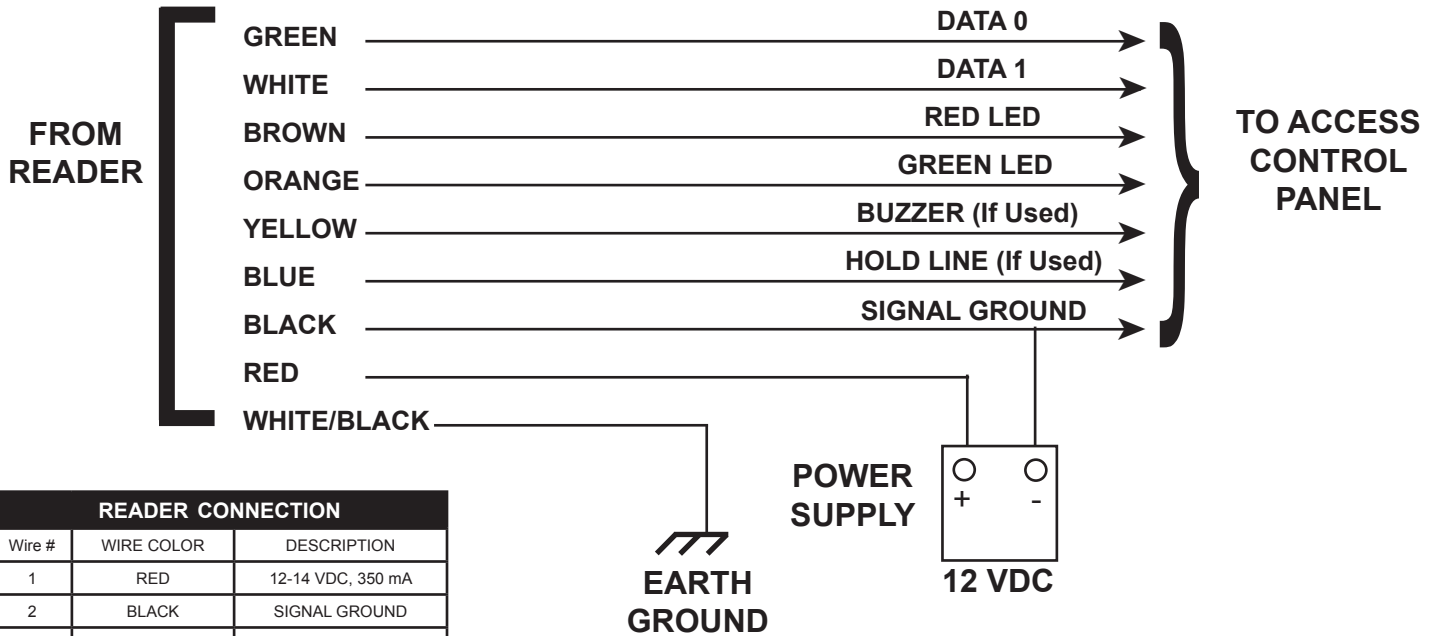 FROM
READER
GREEN
DATA 0
WHITE
DATA 1
BROWN
RED LED
ORANGE
GREEN LED
YELLOW
BUZZER (If Used)
BLUE
HOLD LINE (If Used)
BLACK
SIGNAL GROUND
RED
WHITE/BLACK
TO ACCESS
CONTROL
PANEL
POWER
SUPPLY
+ -
12 VDC
EARTH
GROUND
READER CONNECTION
Wire # WIRE COLOR DESCRIPTION
1 RED 12-14 VDC, 350 mA
2 BLACK SIGNAL GROUND